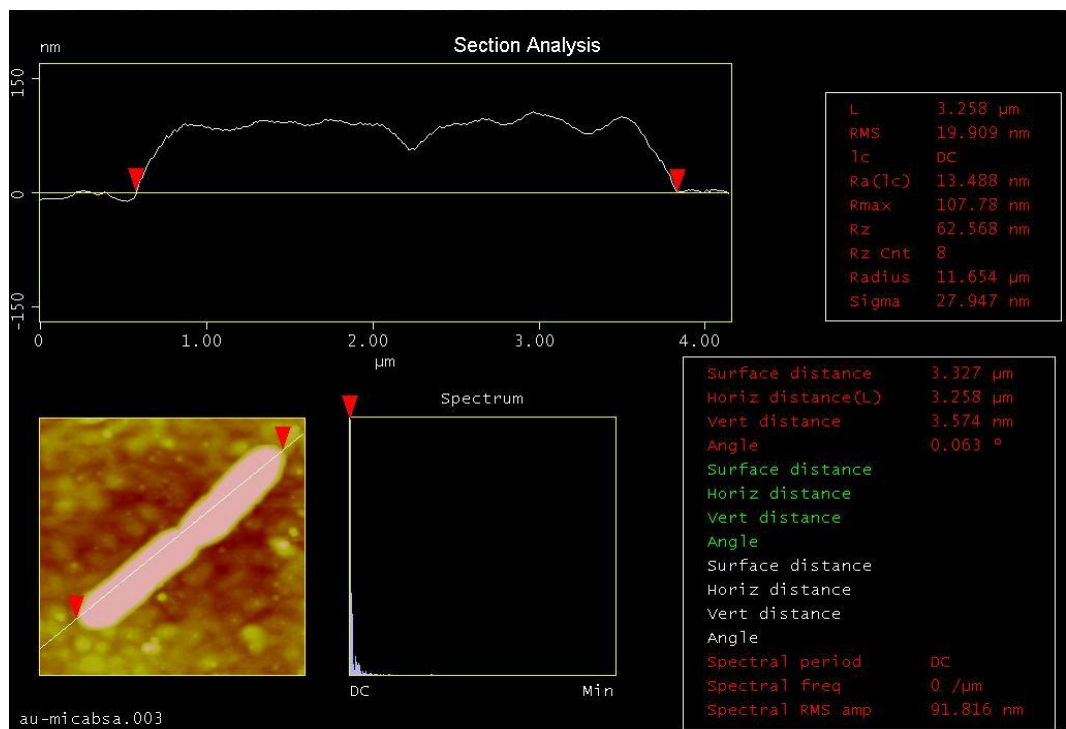 Section Analysis
nm
150
0
-150
0 1.00 2.00 3.00 4.00
µm
L 3.258 µm
RMS 19.909 nm
lc DC
Ra(lc) 13.488 nm
Rmax 107.78 nm
Rz 62.568 nm
Rz Cnt 8
Radius 11.654 µm
Sigma 27.947 nm
Surface distance 3.327 µm
Horiz distance(L) 3.258 µm
Vert distance 3.574 nm
Angle 0.063 °
Surface distance
Horiz distance
Vert distance
Angle
Surface distance
Horiz distance
Vert distance
Angle
Spectral period DC
Spectral freq 0 /µm
Spectral RMS amp 91.816 nm
Spectrum
DC Min
au-micabsa.003